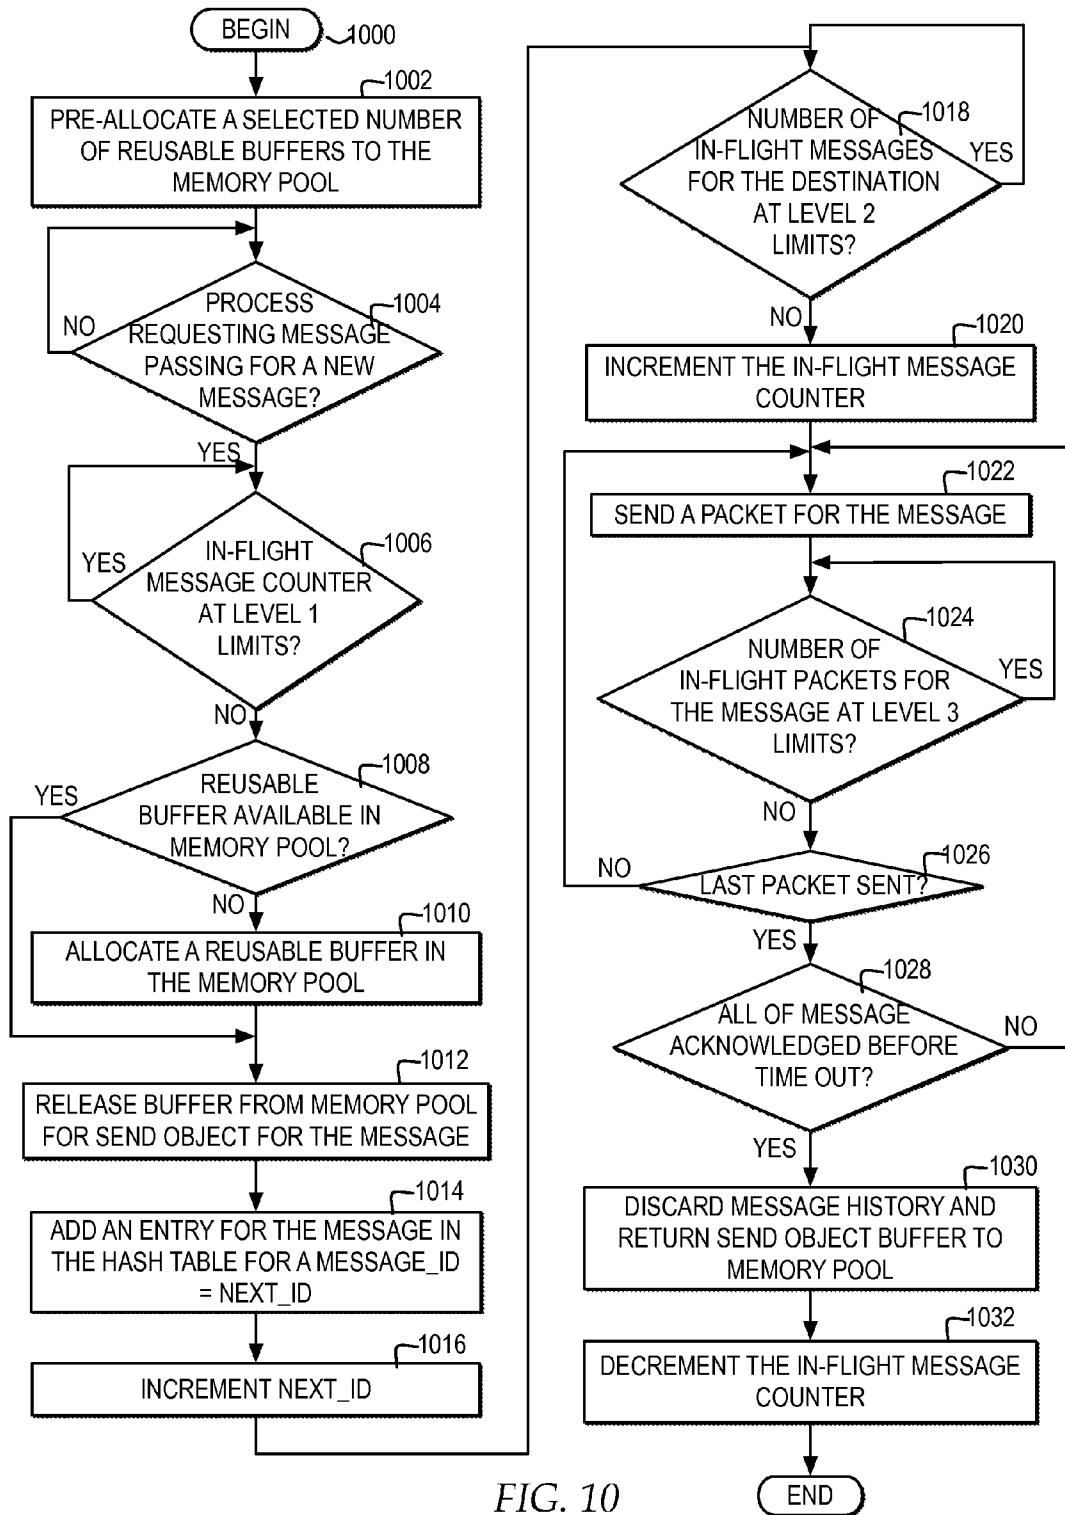 BEGIN
1000
1002
PRE-ALLOCATE A SELECTED NUMBER
OF REUSABLE BUFFERS TO THE
MEMORY POOL
1004
PROCESS
REQUESTING MESSAGE
PASSING FOR A NEW
MESSAGE?
NO
YES
1006
IN-FLIGHT
MESSAGE COUNTER
AT LEVEL 1
LIMITS?
YES
NO
1008
REUSABLE
BUFFER AVAILABLE IN
MEMORY POOL?
YES
NO
1010
ALLOCATE A REUSABLE BUFFER IN
THE MEMORY POOL
1012
RELEASE BUFFER FROM MEMORY POOL
FOR SEND OBJECT FOR THE MESSAGE
1014
ADD AN ENTRY FOR THE MESSAGE IN
THE HASH TABLE FOR A MESSAGE_ID
= NEXT_ID
1016
INCREMENT NEXT_ID
1018
NUMBER OF
IN-FLIGHT MESSAGES
FOR THE DESTINATION
AT LEVEL 2
LIMITS?
YES
NO
1020
INCREMENT THE IN-FLIGHT MESSAGE
COUNTER
1022
SEND A PACKET FOR THE MESSAGE
1024
NUMBER OF
IN-FLIGHT PACKETS FOR
THE MESSAGE AT LEVEL 3
LIMITS?
YES
NO
1026
LAST PACKET SENT?
NO
YES
1028
ALL OF MESSAGE
ACKNOWLEDGED BEFORE
TIME OUT?
NO
YES
1030
DISCARD MESSAGE HISTORY AND
RETURN SEND OBJECT BUFFER TO
MEMORY POOL
1032
DECREMENT THE IN-FLIGHT MESSAGE
COUNTER
END
FIG. 10